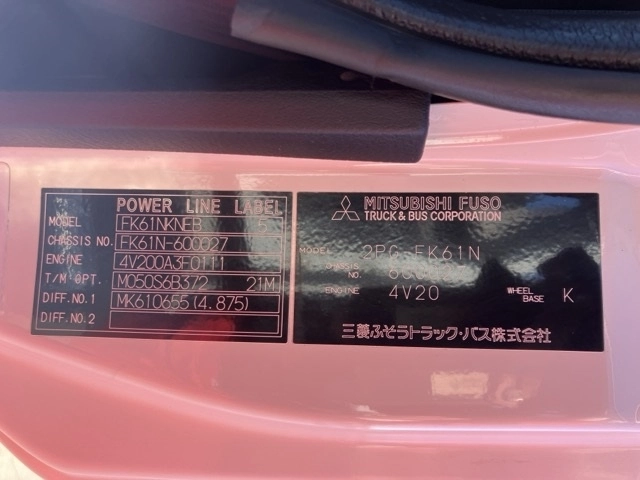 POWER LINE LABEL
MODEL FK61NKNEB 5
CHASSIS NO. FK61N-600027
ENGINE 4V200A3F0111
T/M OPT. M050S6B372 21M
DIFF. NO.1 MK610655(4.875)
DIFF. NO.2
MITSUBISHI FUSO
TRUCK & BUS CORPORATION
2PG-FK61N
CHASSIS
NO.
ENGINE 4V20 WHEEL BASE K
三菱ふそうトラック・バス株式会社